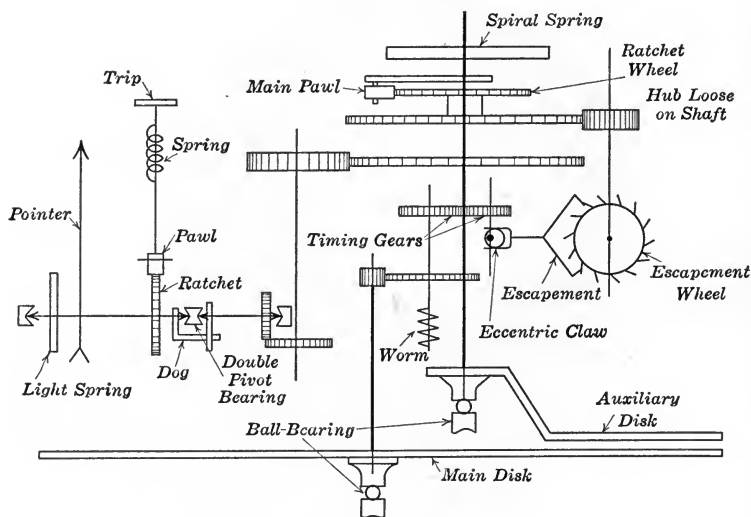 Spiral Spring
Ratchet
Wheel
Trip
Main Pawl
Hub Loose
on Shaft
Spring
Pointer
Pawl
Timing Gears
Ratchet
Escapement
Escapement
Wheel
Eccentric Claw
Worm
Dog
Double
Pivot
Bearing
Light Spring
Auxiliary
Disk
Ball-Bearing
Main Disk